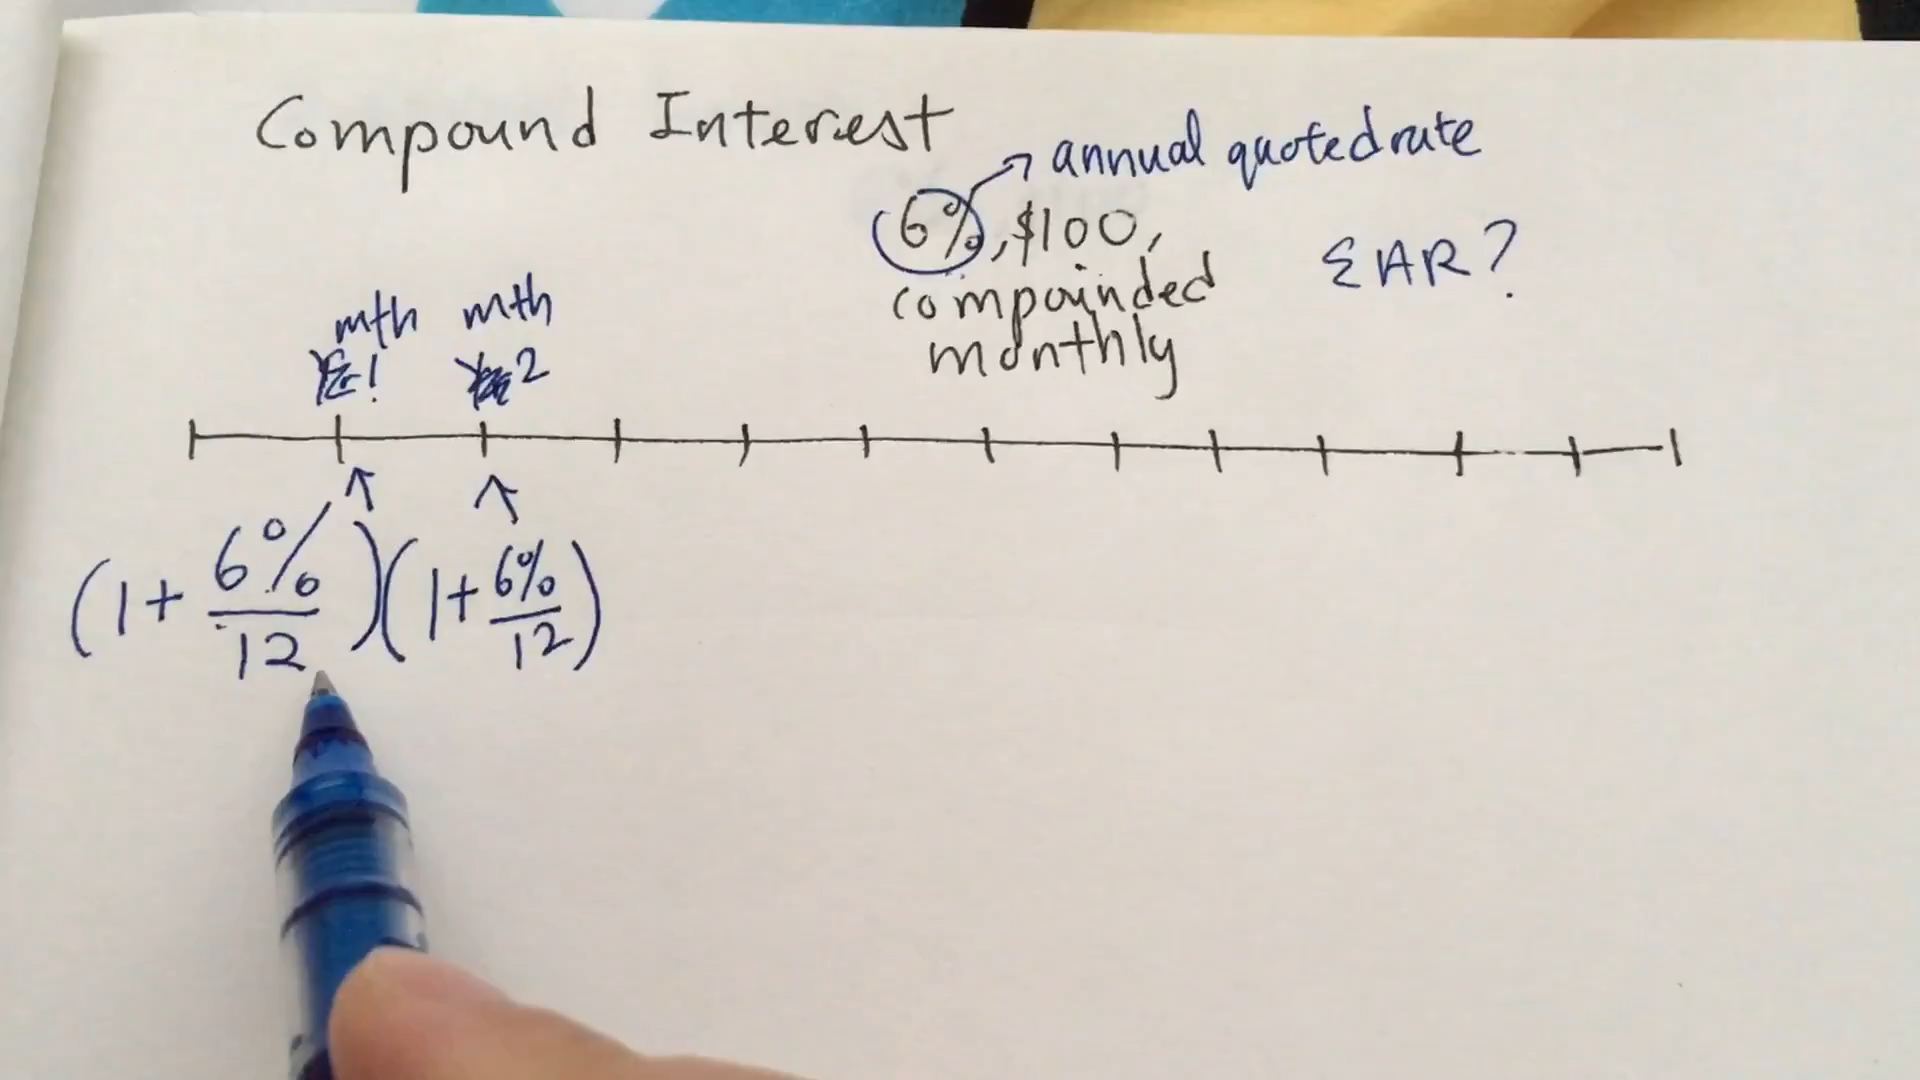 Compound Interest
annual quoted rate
6%, $100,
compounded
monthly
EAR?
mth mth
1 2
(1 + 6%/12)(1 + 6%/12)